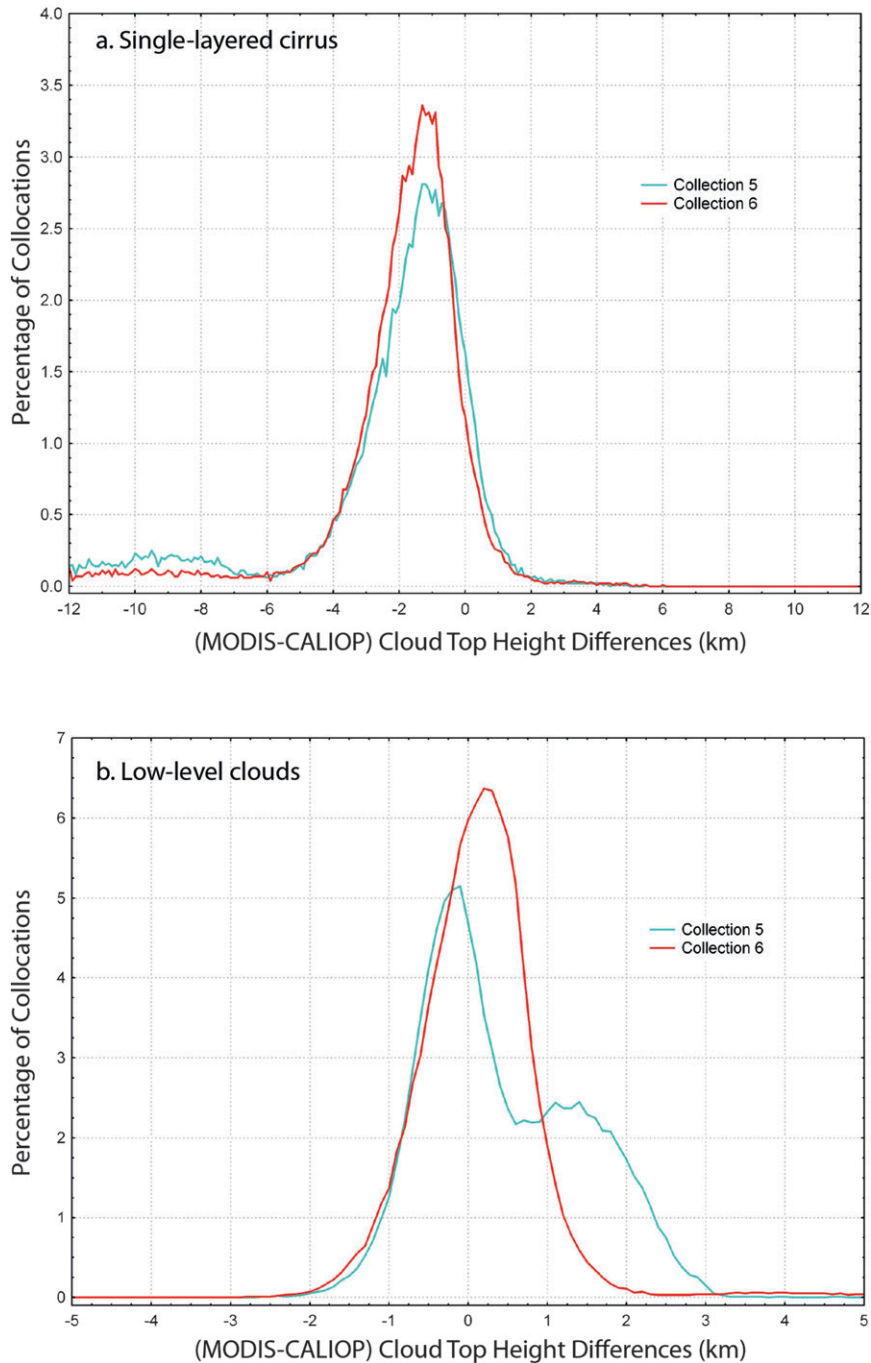 a. Single-layered cirrus
Percentage of Collocations
4.0
3.5
3.0
2.5
2.0
1.5
1.0
0.5
0.0
Collection 5
Collection 6
-12 -10 -8 -6 -4 -2 0 2 4 6 8 10 12
(MODIS-CALIOP) Cloud Top Height Differences (km)
b. Low-level clouds
Percentage of Collocations
7
6
5
4
3
2
1
0
Collection 5
Collection 6
-5 -4 -3 -2 -1 0 1 2 3 4 5
(MODIS-CALIOP) Cloud Top Height Differences (km)